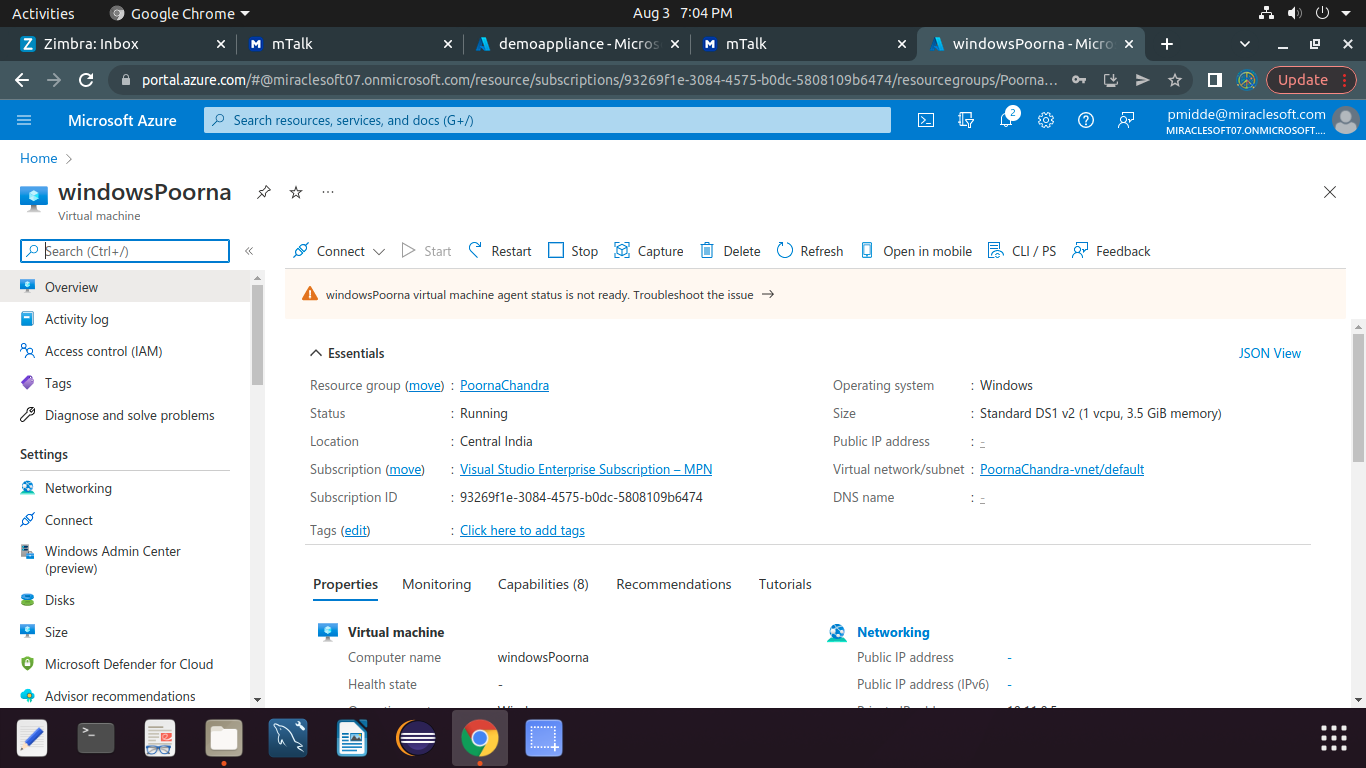 Activities
Google Chrome
Aug 3 7:04 PM
Zimbra: Inbox
mTalk
demoappliance - Micros
mTalk
windowsPoorna - Micro
portal.azure.com/#@miraclesoft07.onmicrosoft.com/resource/subscriptions/93269f1e-3084-4575-b0dc-5808109b6474/resourcegroups/Poorna…
Update
Microsoft Azure
Search resources, services, and docs (G+/)
2
pmidde@miraclesoft.com
MIRACLESOFT07.ONMICROSOFT....
Home
windowsPoorna
Virtual machine
Search (Ctrl+/)
Connect
Start
Restart
Stop
Capture
Delete
Refresh
Open in mobile
CLI / PS
Feedback
Overview
Activity log
Access control (IAM)
Tags
Diagnose and solve problems
Settings
Networking
Connect
Windows Admin Center
(preview)
Disks
Size
Microsoft Defender for Cloud
Advisor recommendations
windowsPoorna virtual machine agent status is not ready. Troubleshoot the issue →
Essentials
JSON View
Resource group (move) : PoornaChandra
Status : Running
Location : Central India
Subscription (move) : Visual Studio Enterprise Subscription – MPN
Subscription ID : 93269f1e-3084-4575-b0dc-5808109b6474
Tags (edit) : Click here to add tags
Operating system : Windows
Size : Standard DS1 v2 (1 vcpu, 3.5 GiB memory)
Public IP address : -
Virtual network/subnet : PoornaChandra-vnet/default
DNS name : -
Properties
Monitoring
Capabilities (8)
Recommendations
Tutorials
Virtual machine
Computer name windowsPoorna
Health state -
Networking
Public IP address -
Public IP address (IPv6) -